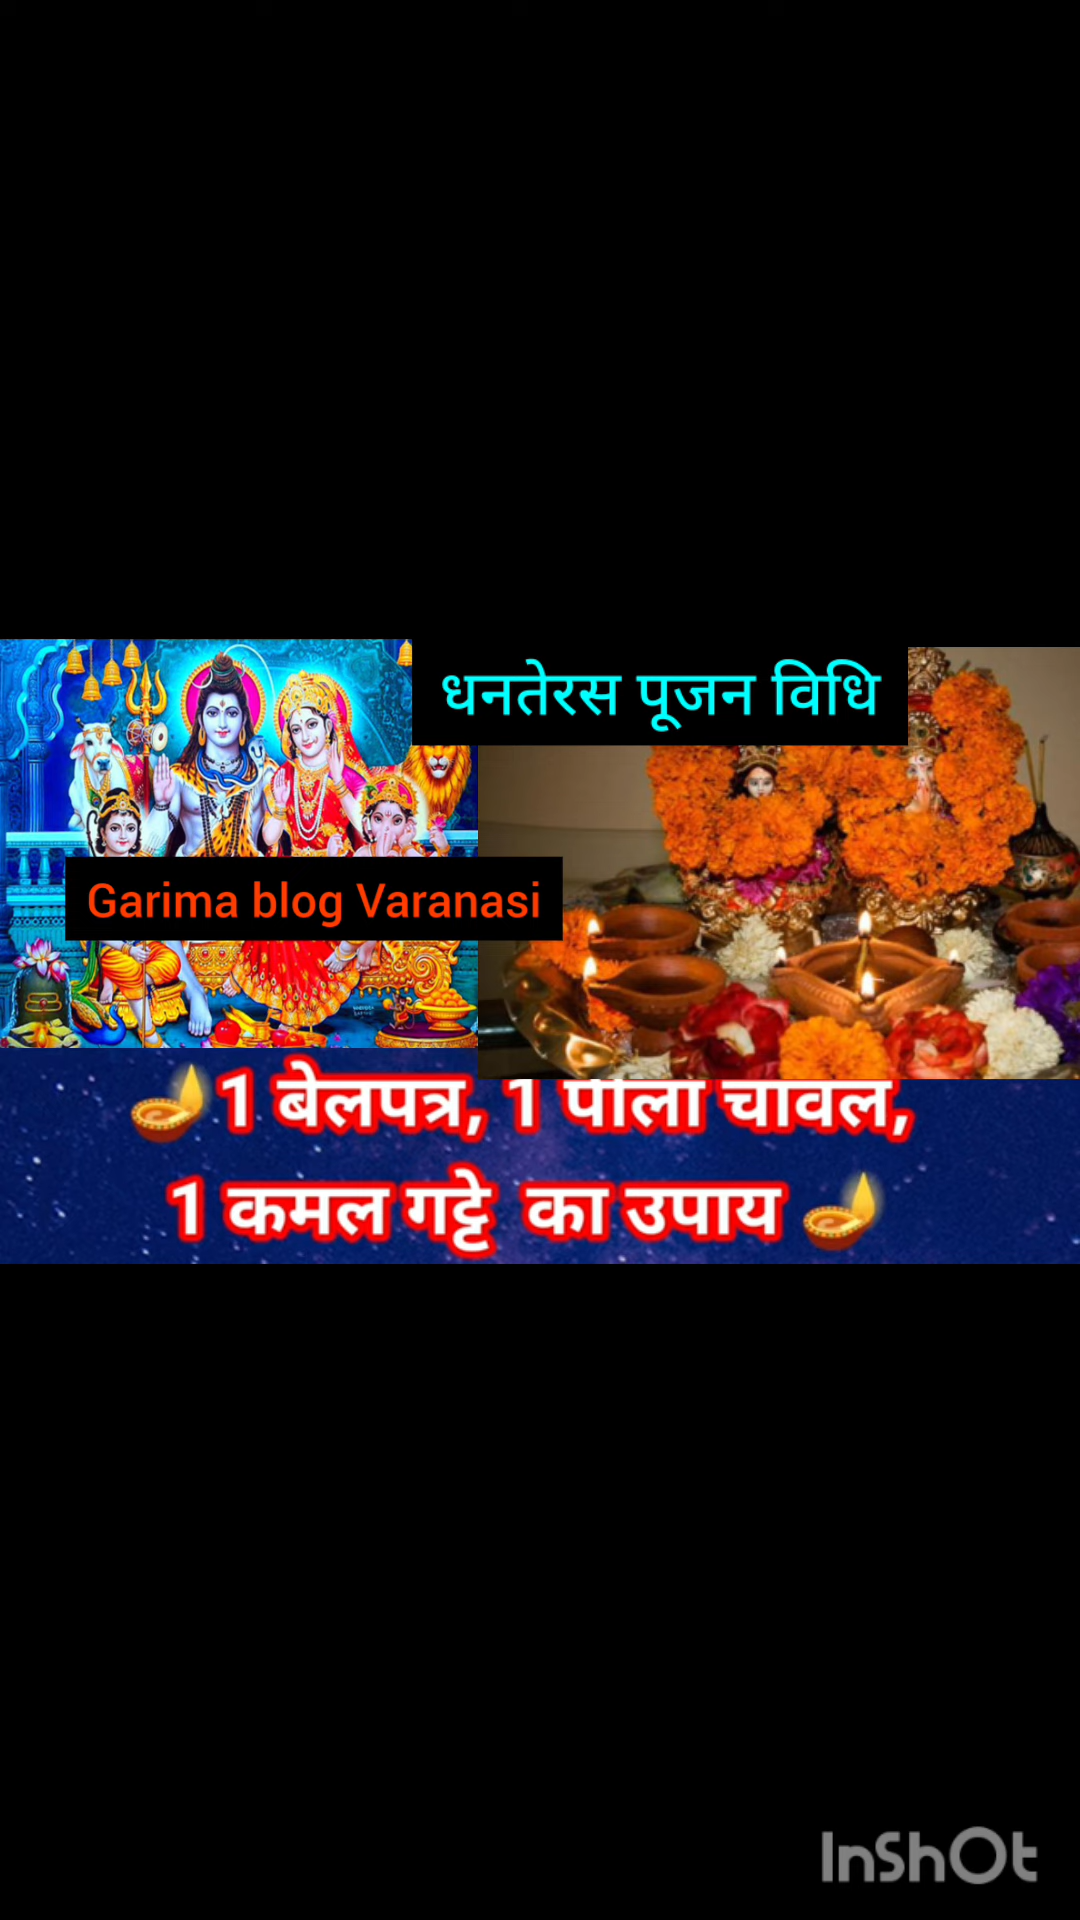 धनतेरस पूजन विधि
Garima blog Varanasi
1 बेलपत्र, 1 पीला चावल,
1 कमल गट्टे का उपाय
InShOt